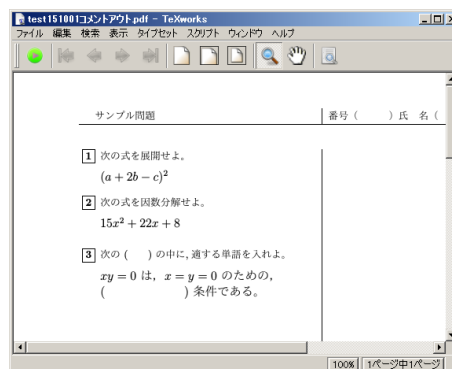 test151001コメントアウト.pdf - TeXworks
ファイル 編集 検索 表示 タイプセット スクリプト ウィンドウ ヘルプ
サンプル問題 番号 ( ) 氏 名 (
1 次の式を展開せよ。
(a + 2b − c)²
2 次の式を因数分解せよ。
15x² + 22x + 8
3 次の ( ) の中に, 適する単語を入れよ。
xy = 0 は, x = y = 0 のための,
( ) 条件である。
100% 1ページ中1ページ